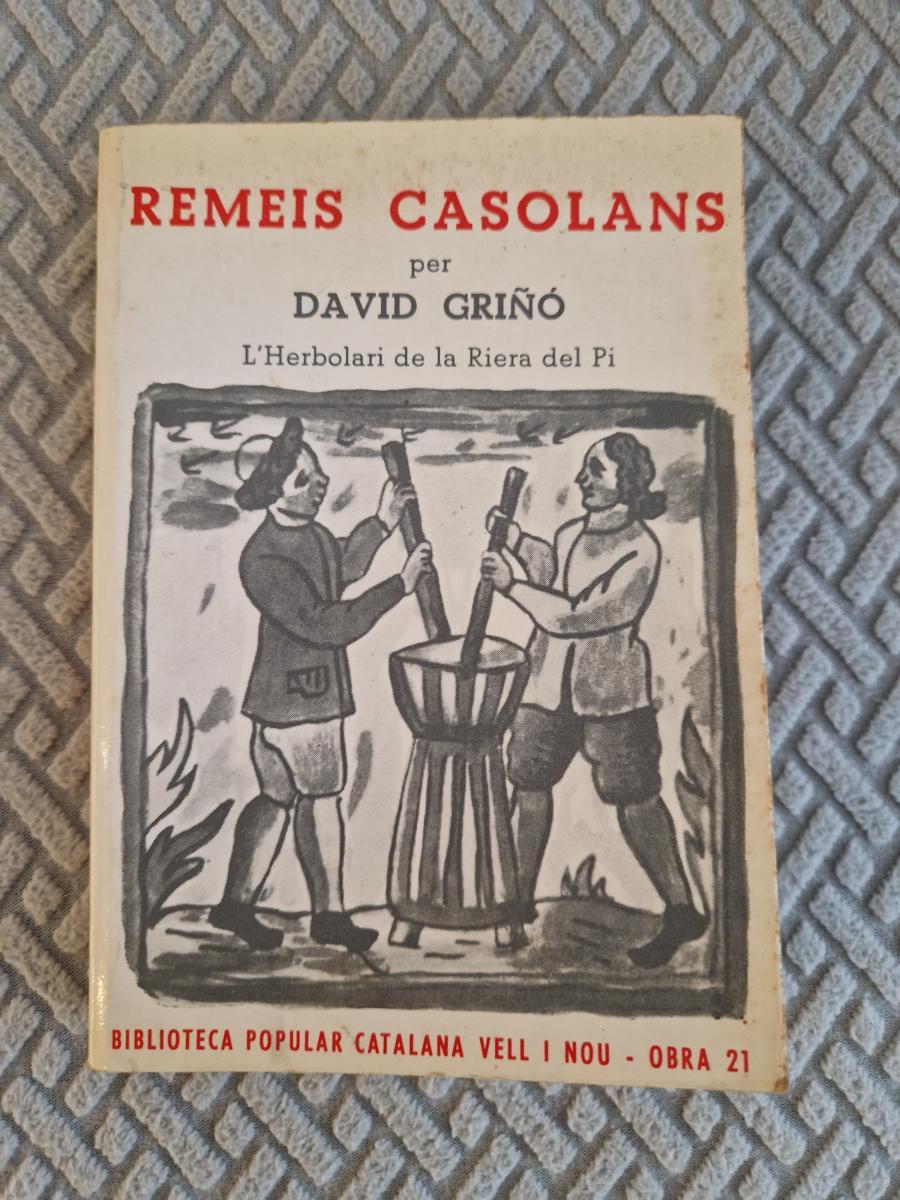 REMEIS CASOLANS
per
DAVID GRIÑÓ
L'Herbolari de la Riera del Pi
BIBLIOTECA POPULAR CATALANA VELL I NOU - OBRA 21